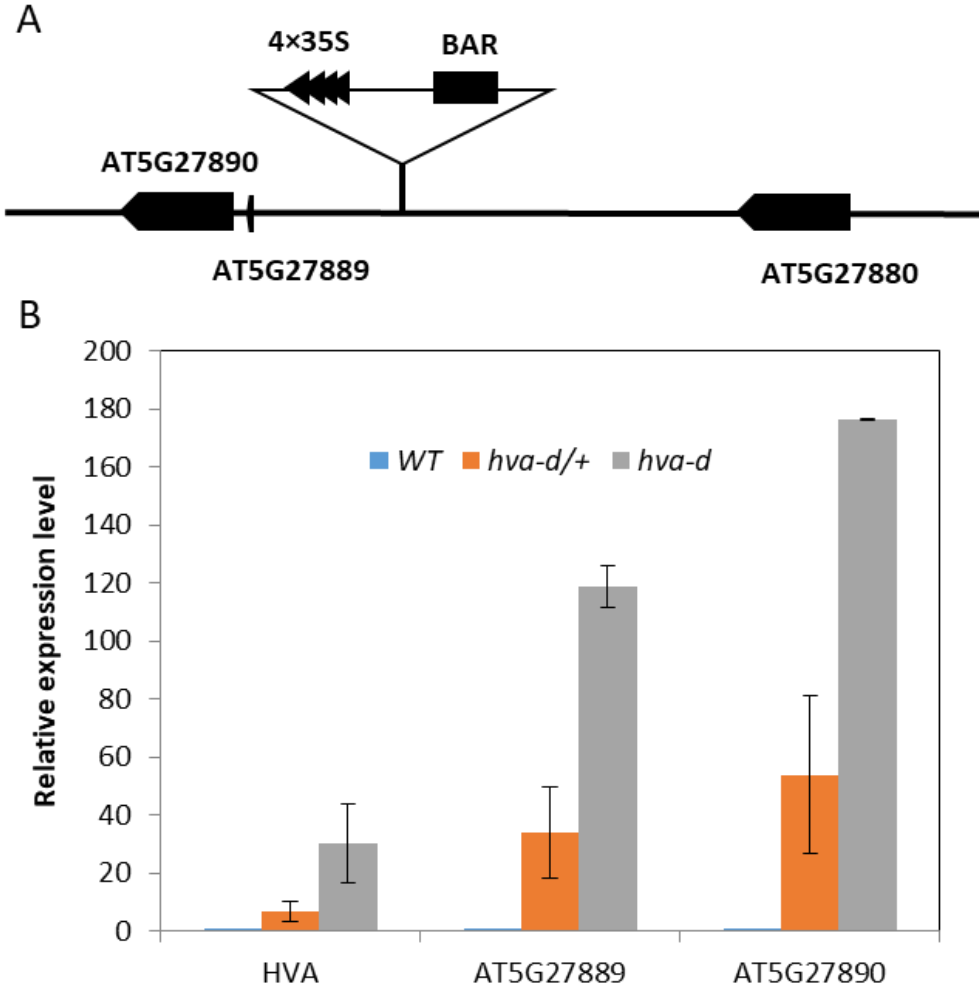 A
4×35S
BAR
AT5G27890
AT5G27889
AT5G27880
B
200
180
160
140
120
100
80
60
40
20
0
Relative expression level
WT hva-d/+ hva-d
HVA AT5G27889 AT5G27890